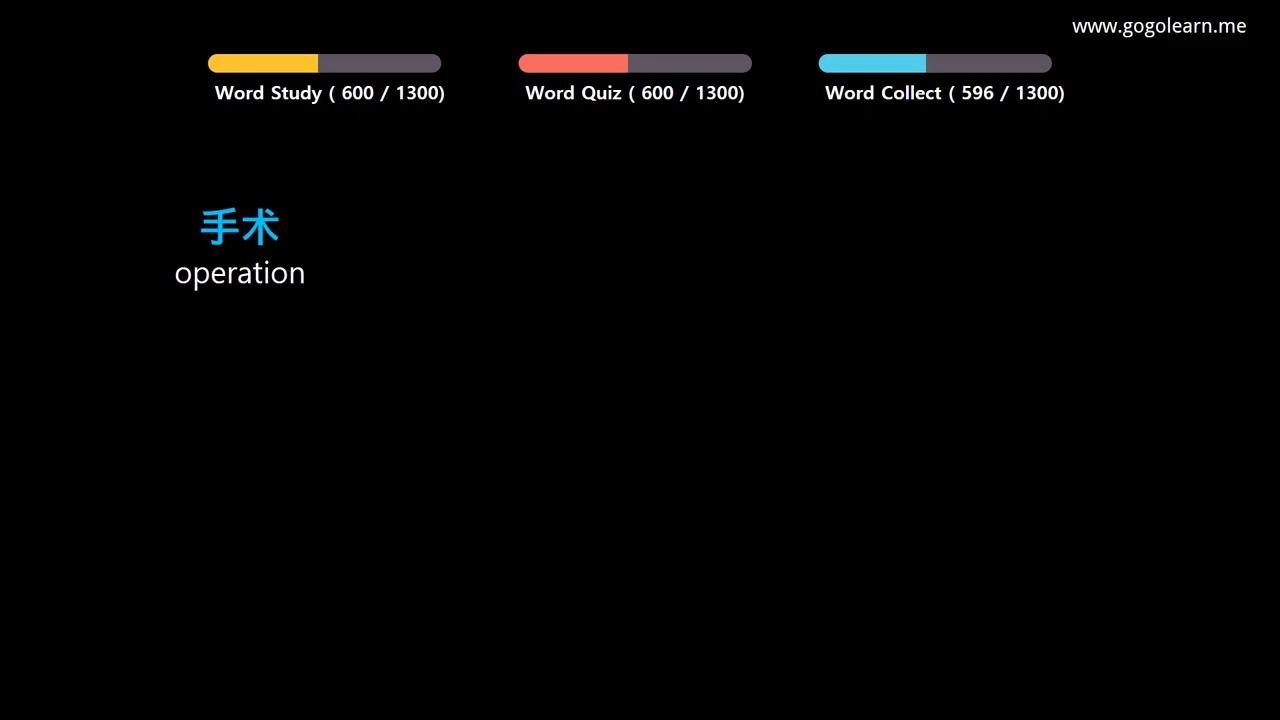 www.gogolearn.me
Word Study ( 600 / 1300)
Word Quiz ( 600 / 1300)
Word Collect ( 596 / 1300)
手术
operation